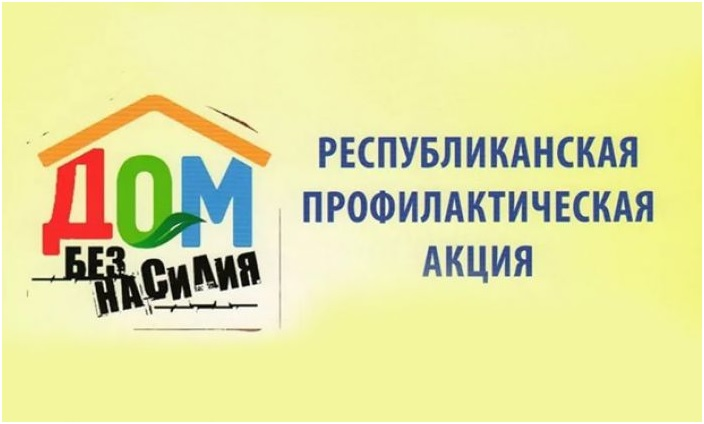 ДОМ
БЕЗ
НАСИЛИЯ
РЕСПУБЛИКАНСКАЯ
ПРОФИЛАКТИЧЕСКАЯ
АКЦИЯ